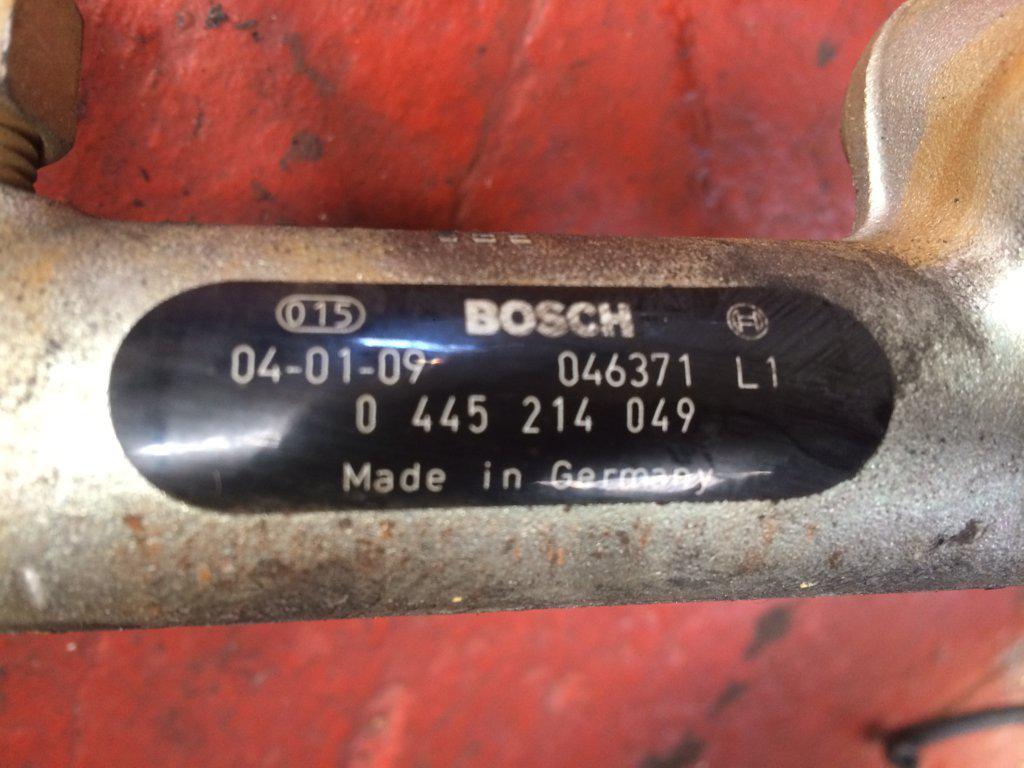 015 BOSCH
04-01-09 046371 L1
0 445 214 049
Made in Germany